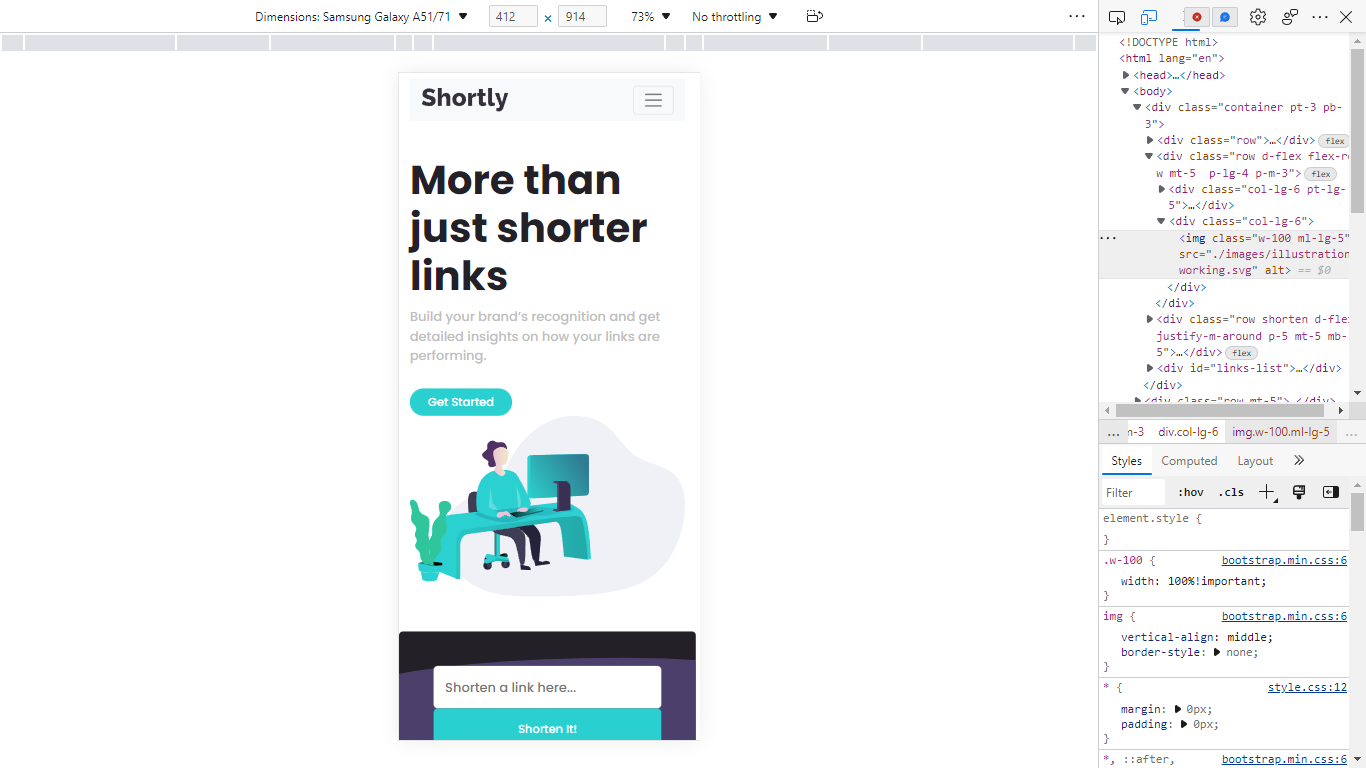 Dimensions: Samsung Galaxy A51/71 412 × 914 73% No throttling
Shortly
More than
just shorter
links
Build your brand's recognition and get
detailed insights on how your links are
performing.
Get Started
Shorten a link here...
Shorten It!
<!DOCTYPE html>
<html lang="en">
<head>…</head>
<body>
<div class="container pt-3 pb-
3">
<div class="row">…</div> flex
<div class="row d-flex flex-ro
w mt-5  p-lg-4 p-m-3"> flex
<div class="col-lg-6 pt-lg-
5">…</div>
<div class="col-lg-6">
<img class="w-100 ml-lg-5"
src="./images/illustration
working.svg" alt> == $0
</div>
</div>
<div class="row shorten d-fle
justify-m-around p-5 mt-5 mb-
5">…</div> flex
<div id="links-list">…</div>
</div>
<div class="row mt-5">…</div>
... m-3 div.col-lg-6 img.w-100.ml-lg-5 ...
Styles Computed Layout
Filter :hov .cls
element.style {
}
.w-100 { bootstrap.min.css:6
width: 100%!important;
}
img { bootstrap.min.css:6
vertical-align: middle;
border-style: none;
}
* { style.css:12
margin: 0px;
padding: 0px;
}
*, ::after, bootstrap.min.css:6